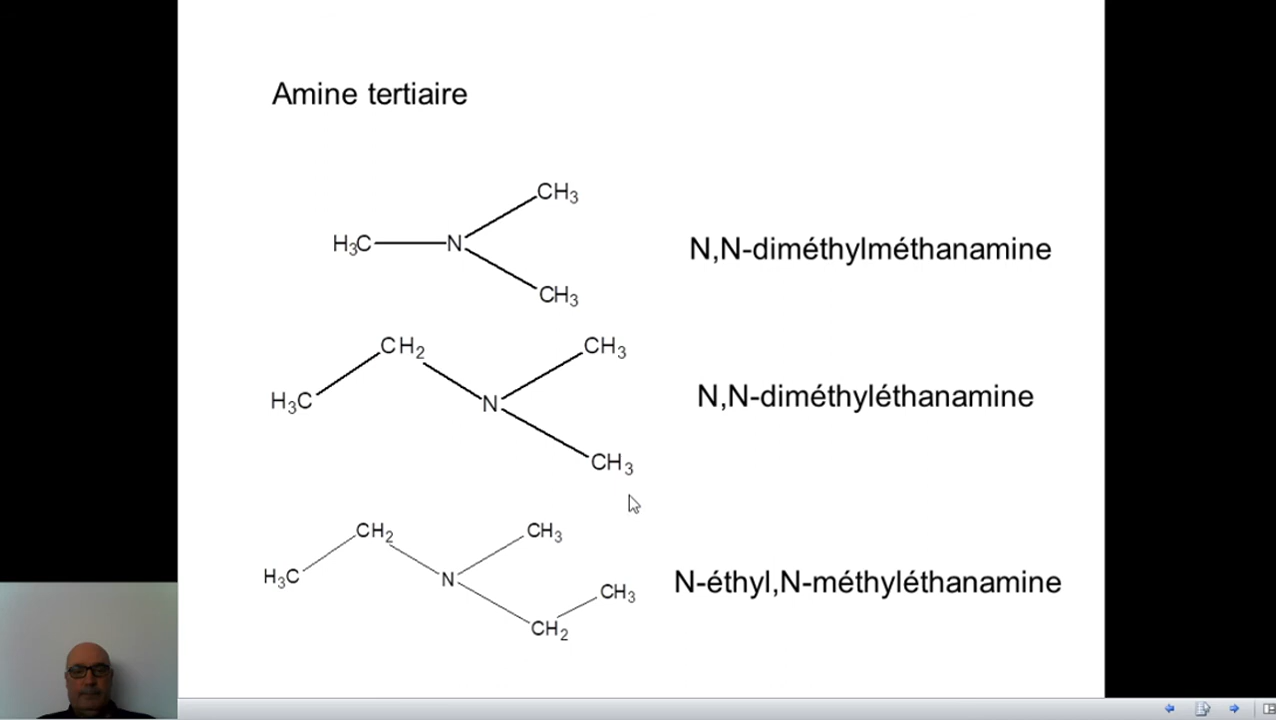 Amine tertiaire
CH3
H3C N
CH3
N,N-diméthylméthanamine
CH2 CH3
H3C N
CH3
N,N-diméthyléthanamine
CH2 CH3
H3C N
CH3
CH2
N-éthyl,N-méthyléthanamine